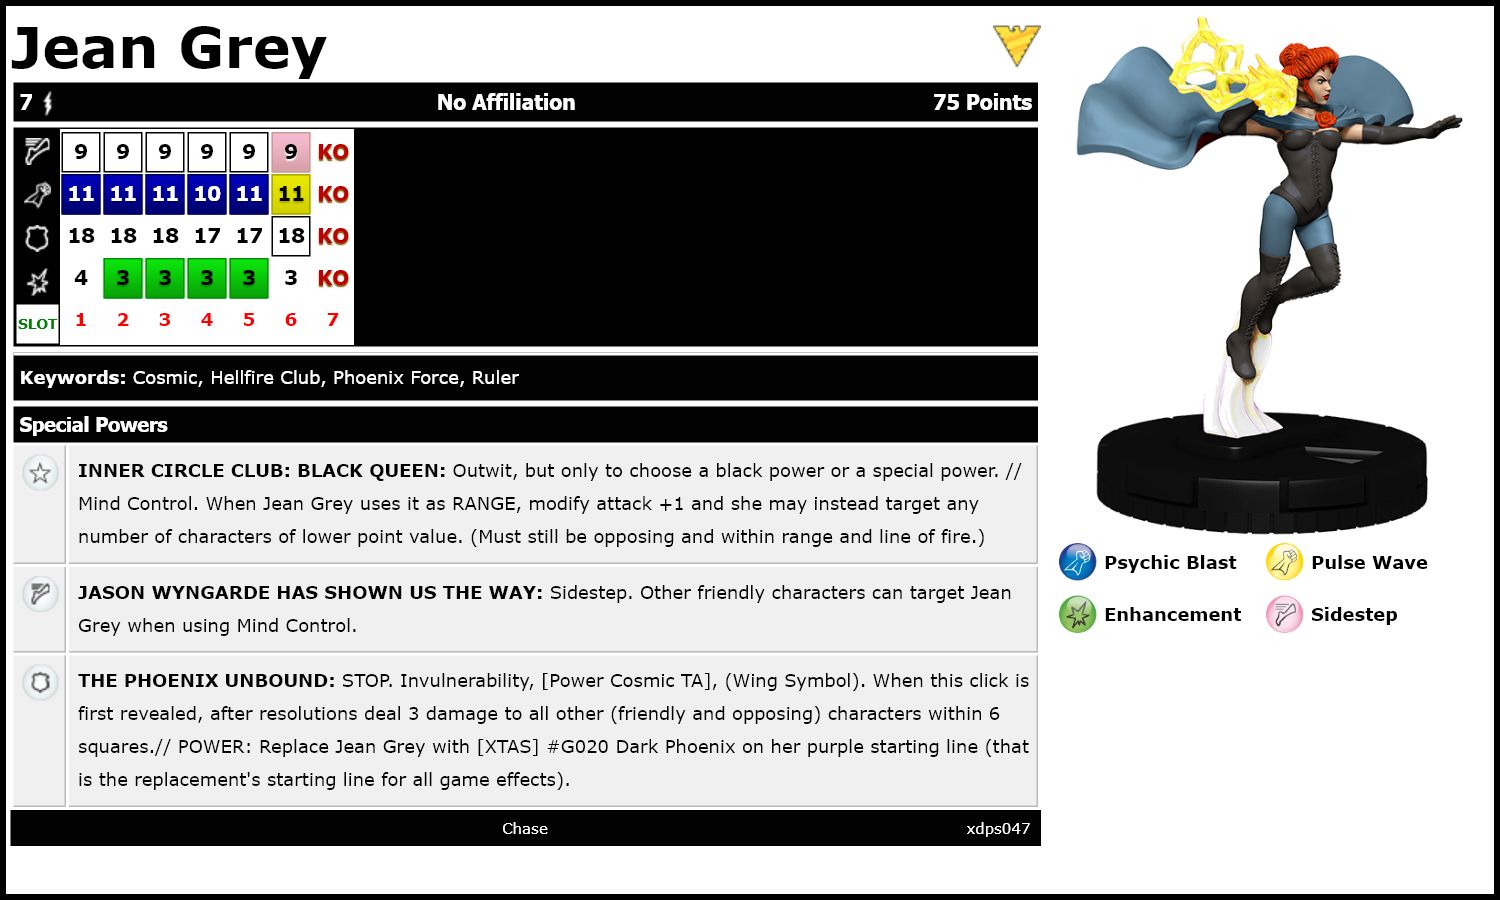 Jean Grey
7 No Affiliation 75 Points
9 9 9 9 9 9 KO
11 11 11 10 11 11 KO
18 18 18 17 17 18 KO
4 3 3 3 3 3 KO
SLOT 1 2 3 4 5 6 7
Keywords: Cosmic, Hellfire Club, Phoenix Force, Ruler
Special Powers
INNER CIRCLE CLUB: BLACK QUEEN: Outwit, but only to choose a black power or a special power. //
Mind Control. When Jean Grey uses it as RANGE, modify attack +1 and she may instead target any
number of characters of lower point value. (Must still be opposing and within range and line of fire.)
JASON WYNGARDE HAS SHOWN US THE WAY: Sidestep. Other friendly characters can target Jean
Grey when using Mind Control.
THE PHOENIX UNBOUND: STOP. Invulnerability, [Power Cosmic TA], (Wing Symbol). When this click is
first revealed, after resolutions deal 3 damage to all other (friendly and opposing) characters within 6
squares.// POWER: Replace Jean Grey with [XTAS] #G020 Dark Phoenix on her purple starting line (that
is the replacement's starting line for all game effects).
Chase xdps047
Psychic Blast Pulse Wave
Enhancement Sidestep